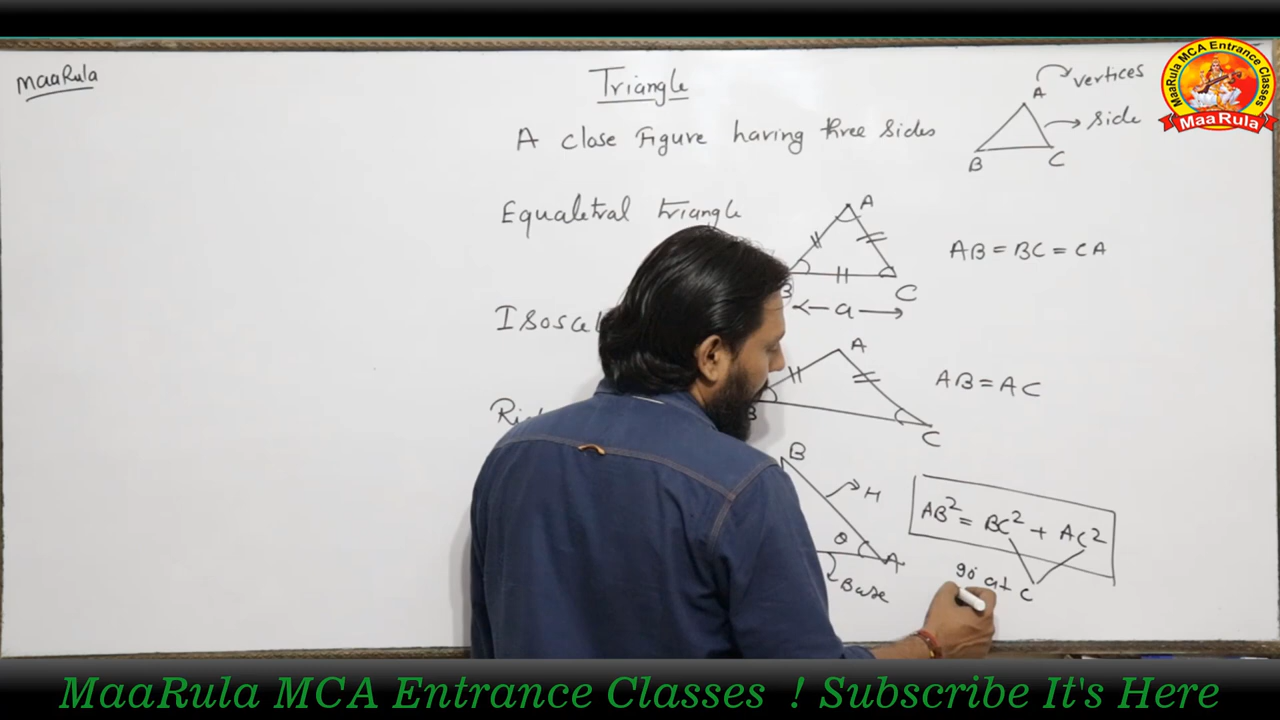 maaRula
Triangle
A close Figure having three Sides
A vertices
side
B C
MaaRula MCA Entrance Classes
MaaRula
Equaletral triangle
A
B C
a
AB = BC = CA
Isoscel
A
B
C
AB = AC
B
H
θ
A
Base
AB² = BC² + AC²
90° at C
MaaRula MCA Entrance Classes ! Subscribe It's Here